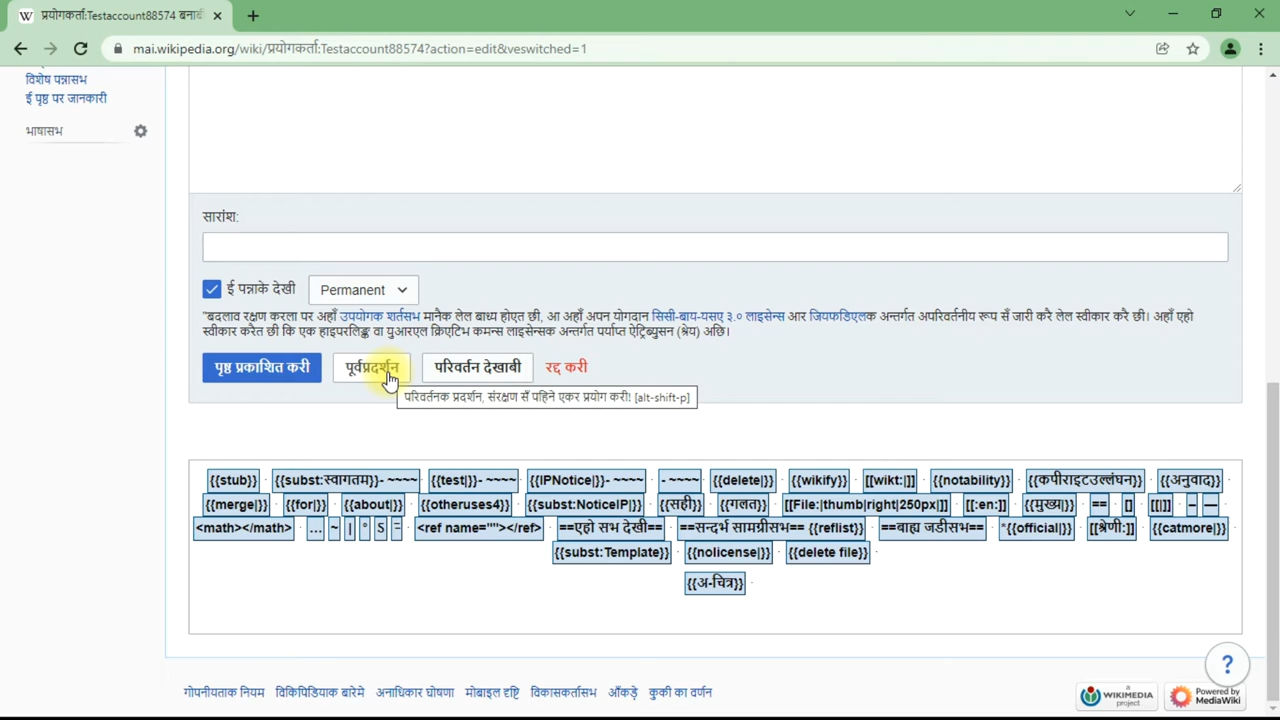 प्रयोगकर्ता:Testaccount88574 बनाबी
mai.wikipedia.org/wiki/प्रयोगकर्ता:Testaccount88574?action=edit&veswitched=1
विशेष पन्नासभ
ई पृष्ठ पर जानकारी
भाषासभ
सारांश:
ई पन्नाके देखी Permanent
"बदलाव रक्षण करला पर अहाँ उपयोगक शर्तसभ मानैक लेल बाध्य होएत छी, आ अहाँ अपन योगदान सिसी-बाय-यसए ३.० लाइसेन्स आर जियफडिएलक अन्तर्गत अपरिवर्तनीय रूप सँ जारी करै लेल स्वीकार करै छी। अहाँ एहो
स्वीकार करैत छी कि एक हाइपरलिङ्क वा युआरएल क्रिएटिभ कमन्स लाइसेन्सक अन्तर्गत पर्याप्त ऐट्रिब्युसन (श्रेय) अछि।
पृष्ठ प्रकाशित करी पूर्वप्रदर्शन परिवर्तन देखाबी रद्द करी
परिवर्तनक प्रदर्शन, संरक्षण सँ पहिने एकर प्रयोग करी! [alt-shift-p]
{{stub}} · {{subst:स्वागतम}}- ~~~~ · {{test|}}- ~~~~ · {{IPNotice|}}- ~~~~ · - ~~~~ · {{delete|}} · {{wikify}} · [[wikt:|]] · {{notability}} · {{कपीराइटउल्लंघन}} · {{अनुवाद}} ·
{{merge}} · {{for|}} · {{about|}} · {{otheruses4}} · {{subst:NoticeIP|}} · {{सही}} · {{गलत}} · [[File:|thumb|right|250px|]] · [[:en:]] · {{मुख्य}} · == · [] · [[|]] · – · —
<math></math> · … · ~ · | · ° · S · = · <ref name=""></ref> · ==एहो सभ देखी== · ==सन्दर्भ सामग्रीसभ== {{reflist}} · ==बाह्य जडीसभ== · *{{official|}} · [[श्रेणी:]] · {{catmore|}} ·
{{subst:Template}} · {{nolicense|}} · {{delete file}} ·
{{अ-चित्र}} ·
?
गोपनीयताक नियम विकिपिडियाक बारेमे अनाधिकार घोषणा मोबाइल दृष्टि विकासकर्तासभ आँकड़े कुकी का वर्णन
a WIKIMEDIA project Powered by MediaWiki